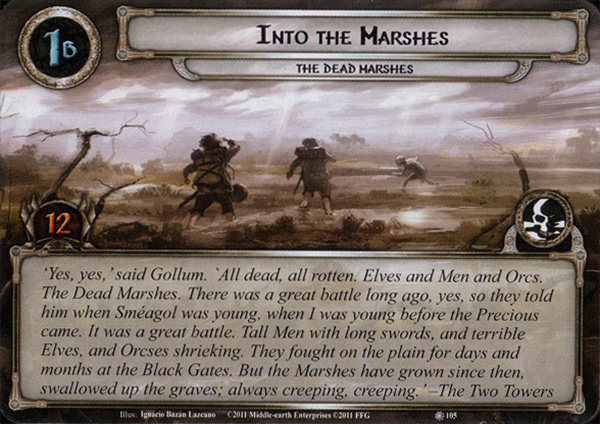 1B
INTO THE MARSHES
THE DEAD MARSHES
12
'Yes, yes,' said Gollum. `All dead, all rotten. Elves and Men and Orcs.
The Dead Marshes. There was a great battle long ago, yes, so they told
him when Sméagol was young, when I was young before the Precious
came. It was a great battle. Tall Men with long swords, and terrible
Elves, and Orcses shrieking. They fought on the plain for days and
months at the Black Gates. But the Marshes have grown since then,
swallowed up the graves; always creeping, creeping.' –The Two Towers
Illus. Ignacio Bazán Lazcano ©2011 Middle-earth Enterprises ©2011 FFG 105